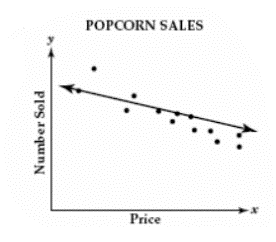 POPCORN SALES
y
Number Sold
x
Price